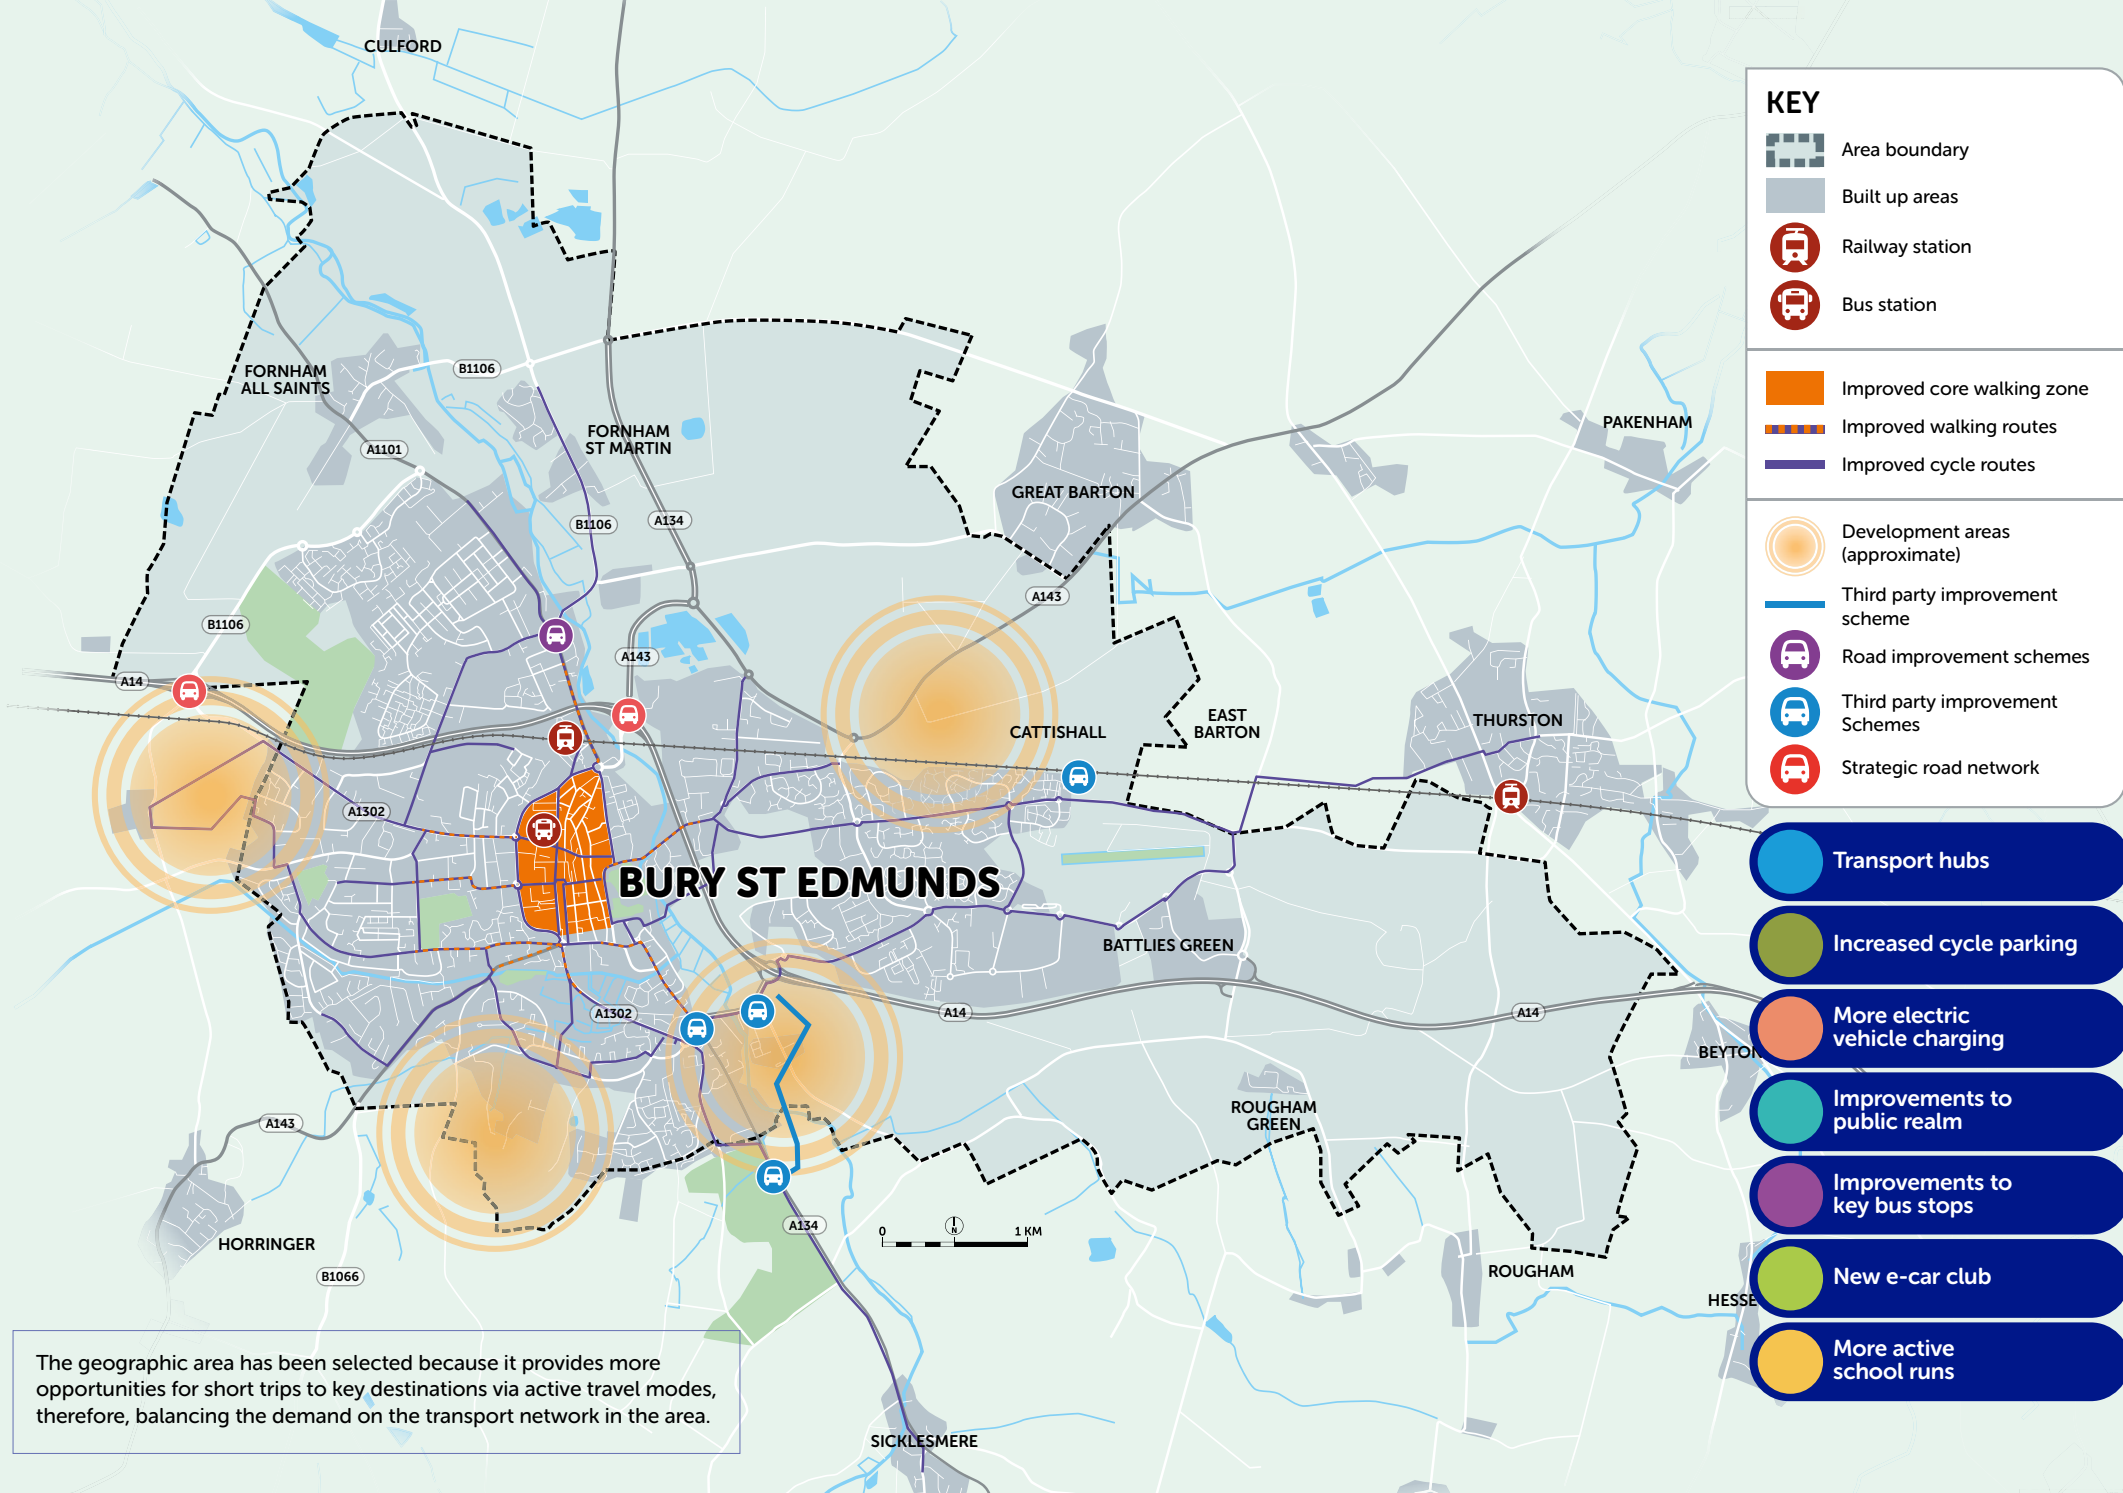 CULFORD
FORNHAM
ALL SAINTS
B1106
FORNHAM
ST MARTIN
A1101
B1106
A134
GREAT BARTON
PAKENHAM
A143
B1106
A143
A14
CATTISHALL
EAST
BARTON
THURSTON
A1302
BURY ST EDMUNDS
BATTLIES GREEN
A1302
A14
A14
BEYTON
ROUGHAM
GREEN
A143
HORRINGER
B1066
A134
0
N
1 KM
ROUGHAM
HESSE
SICKLESMERE
The geographic area has been selected because it provides more
opportunities for short trips to key destinations via active travel modes,
therefore, balancing the demand on the transport network in the area.
KEY
Area boundary
Built up areas
Railway station
Bus station
Improved core walking zone
Improved walking routes
Improved cycle routes
Development areas
(approximate)
Third party improvement
scheme
Road improvement schemes
Third party improvement
Schemes
Strategic road network
Transport hubs
Increased cycle parking
More electric
vehicle charging
Improvements to
public realm
Improvements to
key bus stops
New e-car club
More active
school runs